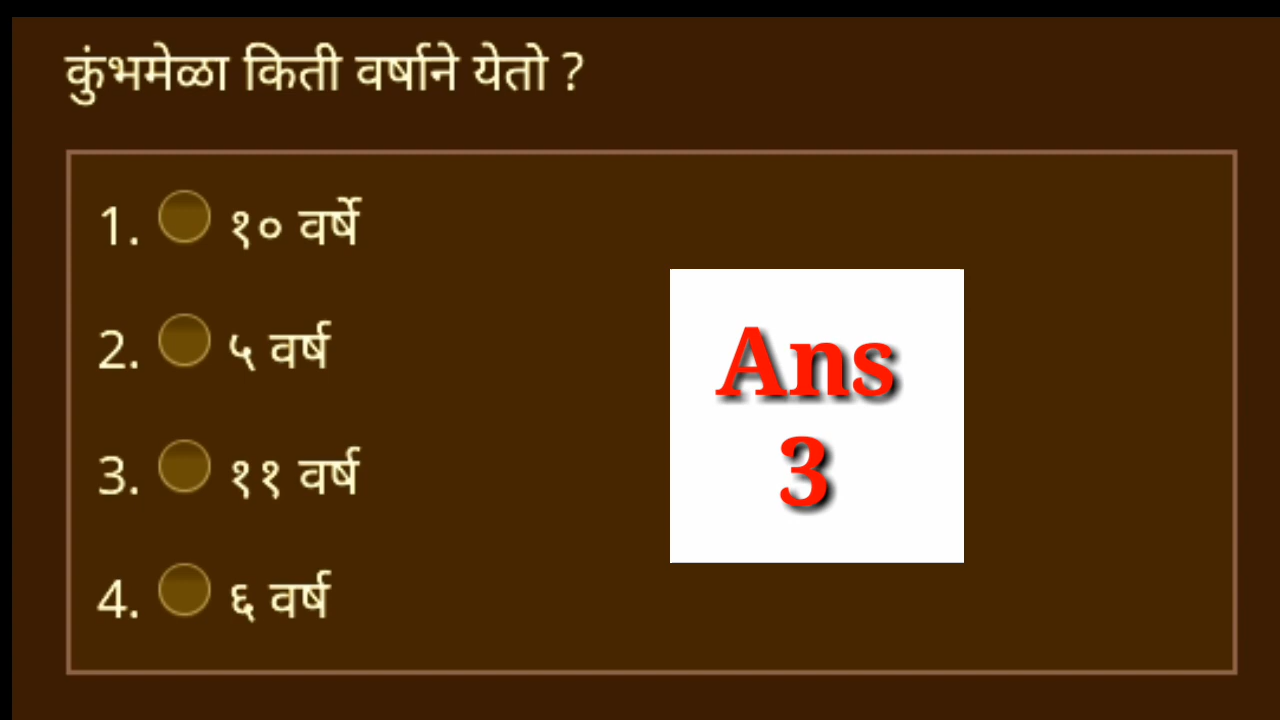 कुंभमेळा किती वर्षाने येतो ?
1. १० वर्षे
2. ५ वर्ष
3. ११ वर्ष
4. ६ वर्ष
Ans
3